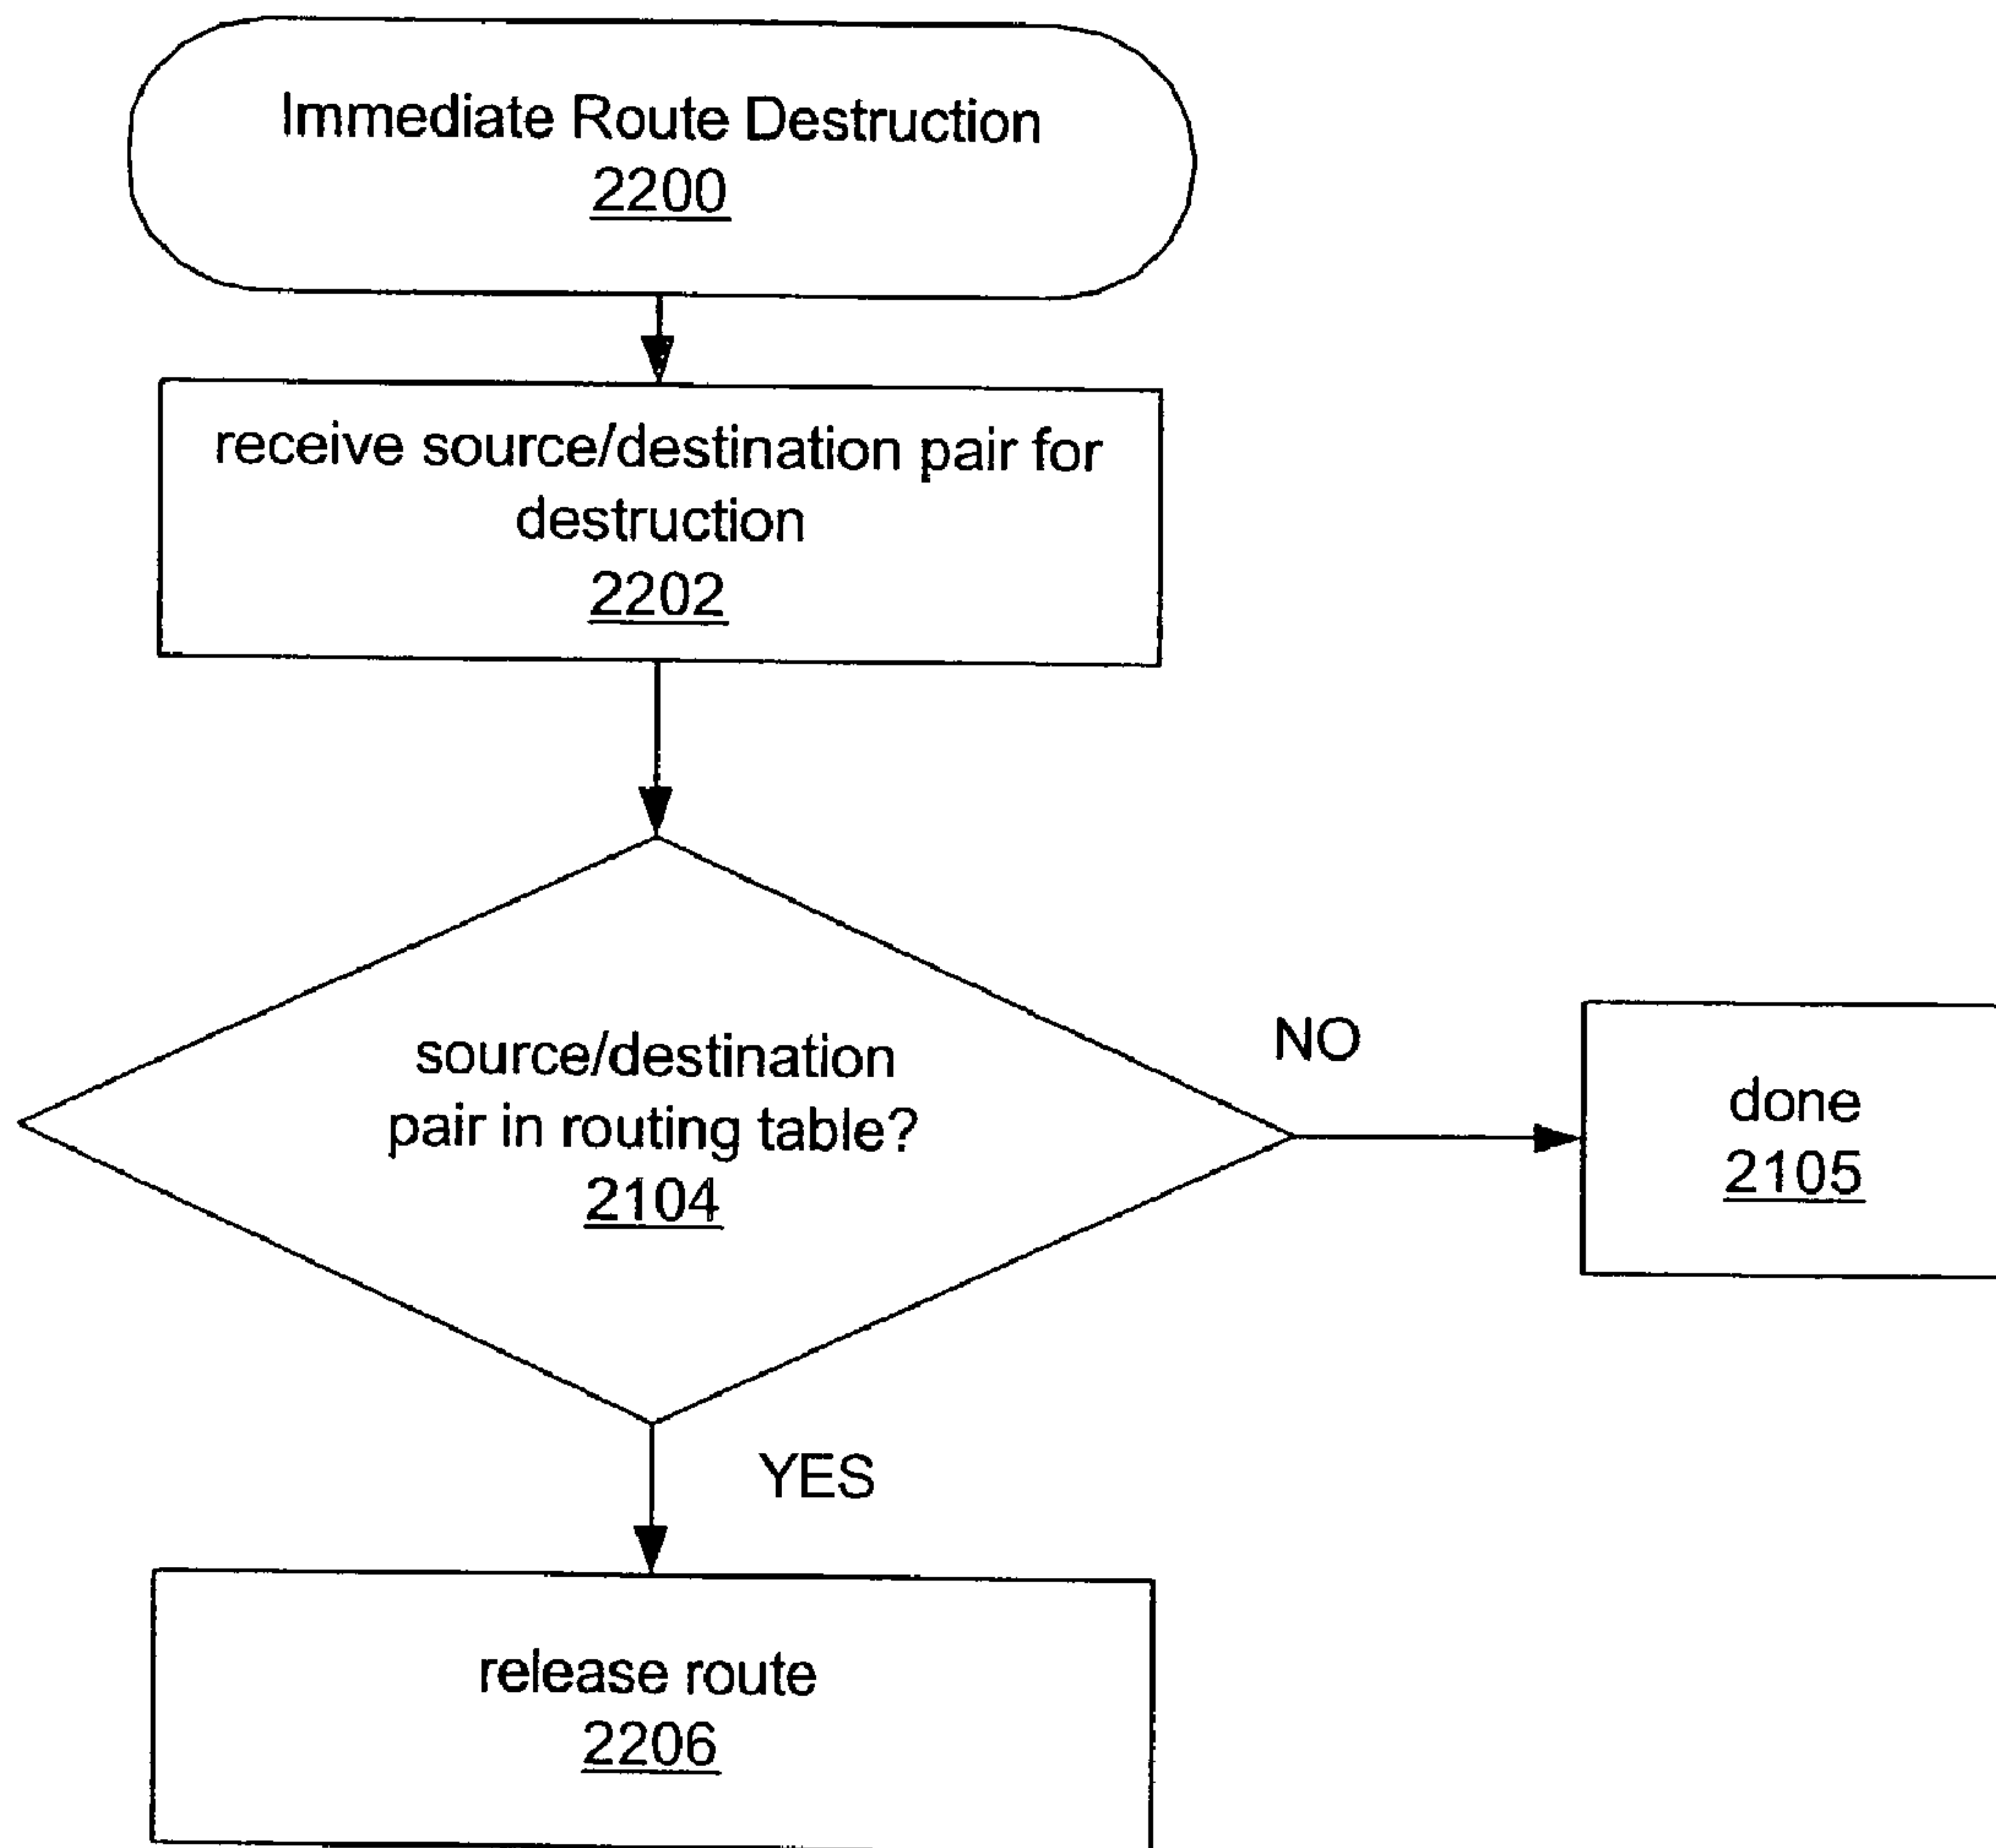 Immediate Route Destruction
2200
receive source/destination pair for
destruction
2202
source/destination
pair in routing table?
2104
NO
done
2105
YES
release route
2206